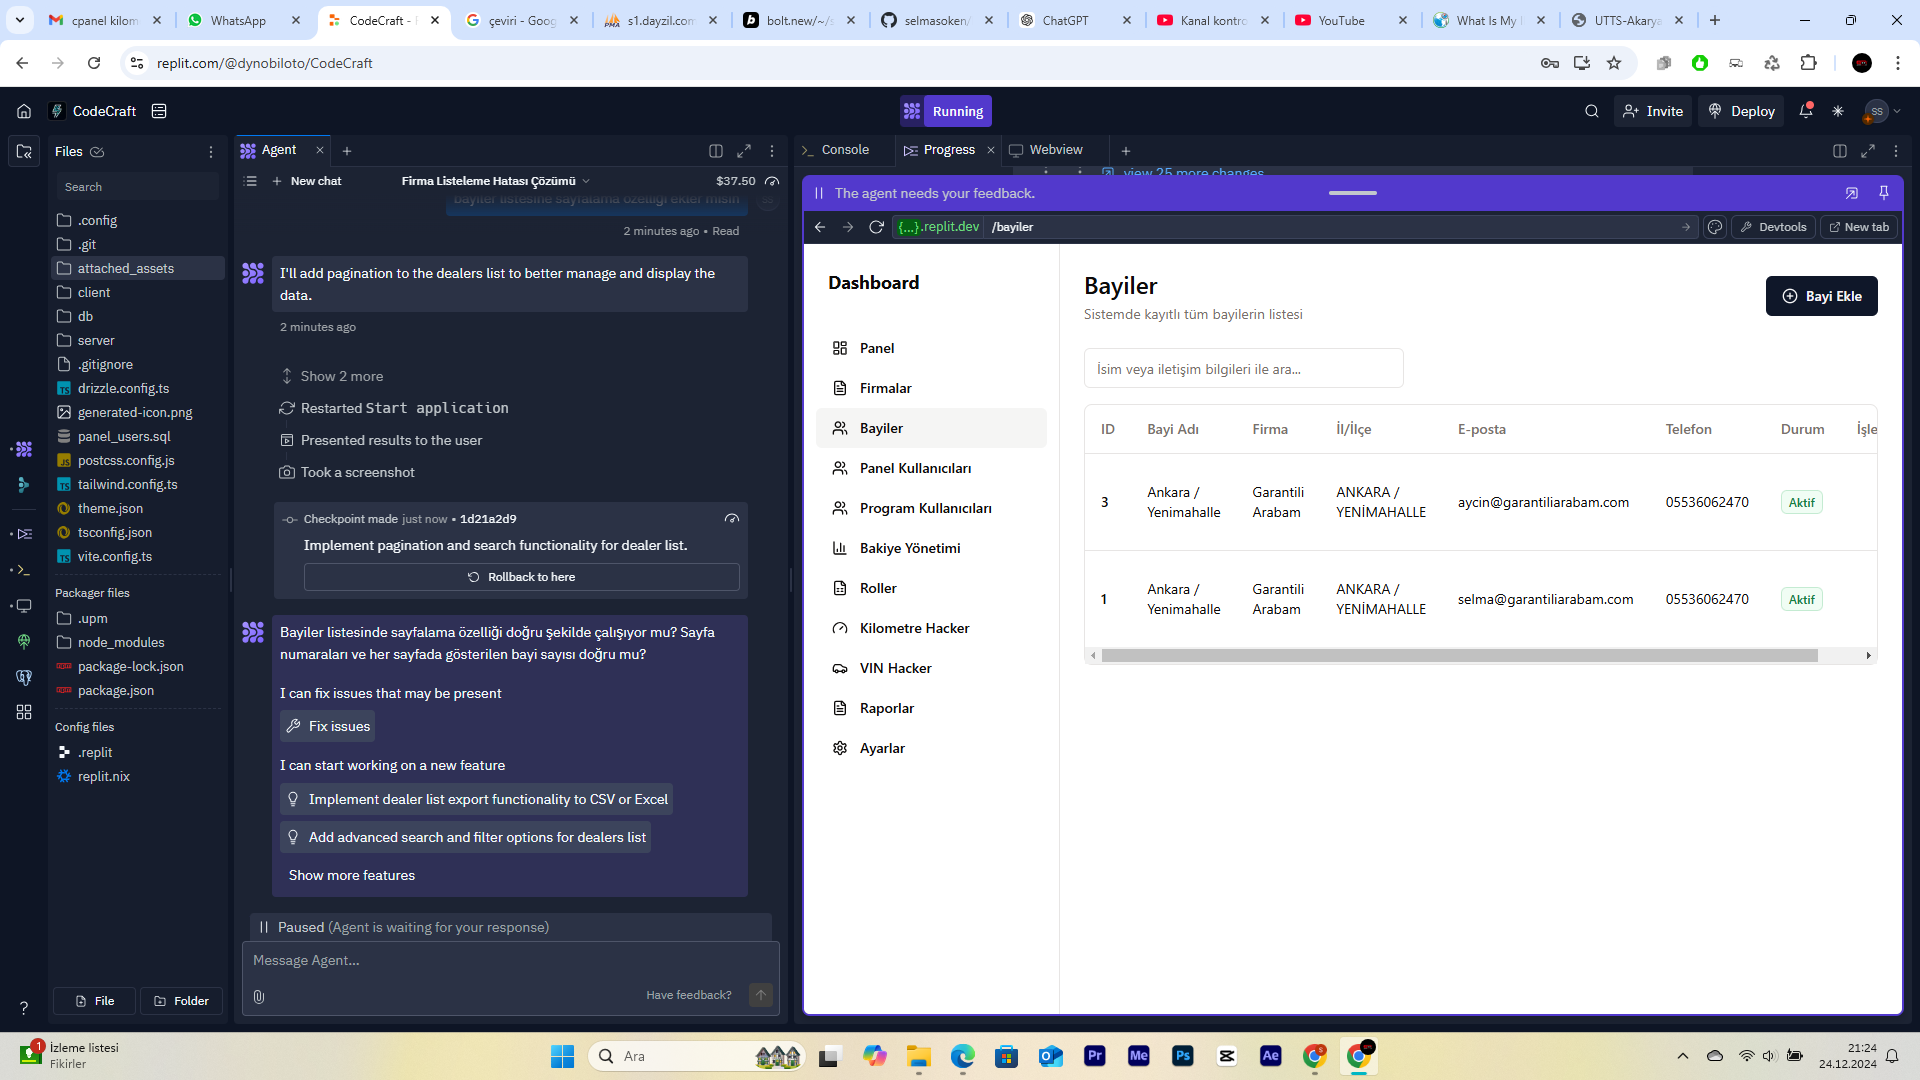 cpanel kilom
WhatsApp
CodeCraft -
çeviri - Goog
s1.dayzil.com
bolt.new/~/s
selmasoken/
ChatGPT
Kanal kontro
YouTube
What Is My
UTTS-Akarya
replit.com/@dynobiloto/CodeCraft
CodeCraft
Running
Invite
Deploy
SS
Files
Search
.config
.git
attached_assets
client
db
server
.gitignore
drizzle.config.ts
generated-icon.png
panel_users.sql
postcss.config.js
tailwind.config.ts
theme.json
tsconfig.json
vite.config.ts
Packager files
.upm
node_modules
package-lock.json
package.json
Config files
.replit
replit.nix
File
Folder
Agent
New chat
Firma Listeleme Hatası Çözümü
$37.50
bayiler listesine sayfalama özelliği ekler misin
2 minutes ago • Read
I'll add pagination to the dealers list to better manage and display the
data.
2 minutes ago
Show 2 more
Restarted Start application
Presented results to the user
Took a screenshot
Checkpoint made just now • 1d21a2d9
Implement pagination and search functionality for dealer list.
Rollback to here
Bayiler listesinde sayfalama özelliği doğru şekilde çalışıyor mu? Sayfa
numaraları ve her sayfada gösterilen bayi sayısı doğru mu?
I can fix issues that may be present
Fix issues
I can start working on a new feature
Implement dealer list export functionality to CSV or Excel
Add advanced search and filter options for dealers list
Show more features
Paused (Agent is waiting for your response)
Message Agent...
Have feedback?
Console
Progress
Webview
view 25 more changes
The agent needs your feedback.
{...}.replit.dev
/bayiler
Devtools
New tab
Dashboard
Panel
Firmalar
Bayiler
Panel Kullanıcıları
Program Kullanıcıları
Bakiye Yönetimi
Roller
Kilometre Hacker
VIN Hacker
Raporlar
Ayarlar
Bayiler
Sistemde kayıtlı tüm bayilerin listesi
Bayi Ekle
İsim veya iletişim bilgileri ile ara...
ID Bayi Adı Firma İl/İlçe E-posta Telefon Durum İşle
3 Ankara / Yenimahalle Garantili Arabam ANKARA / YENİMAHALLE aycin@garantiliarabam.com 05536062470 Aktif
1 Ankara / Yenimahalle Garantili Arabam ANKARA / YENİMAHALLE selma@garantiliarabam.com 05536062470 Aktif
1
İzleme listesi
Fikirler
Ara
Pr
Me
Ps
Ae
21:24
24.12.2024